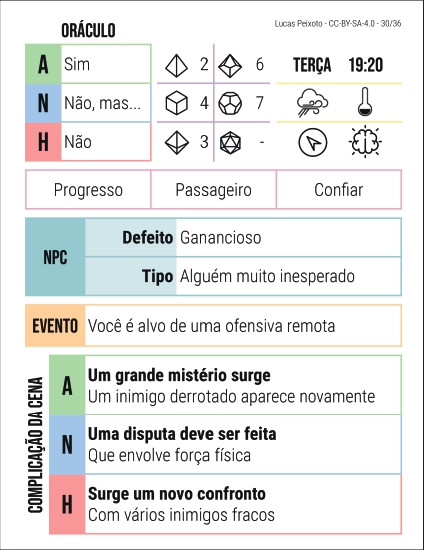 Lucas Peixoto - CC-BY-SA-4.0 - 30/36
ORÁCULO
A Sim 2 6 TERÇA 19:20
N Não, mas... 4 7
H Não 3 -
Progresso Passageiro Confiar
NPC
Defeito Ganancioso
Tipo Alguém muito inesperado
EVENTO Você é alvo de uma ofensiva remota
COMPLICAÇÃO DA CENA
A Um grande mistério surge
Um inimigo derrotado aparece novamente
N Uma disputa deve ser feita
Que envolve força física
H Surge um novo confronto
Com vários inimigos fracos